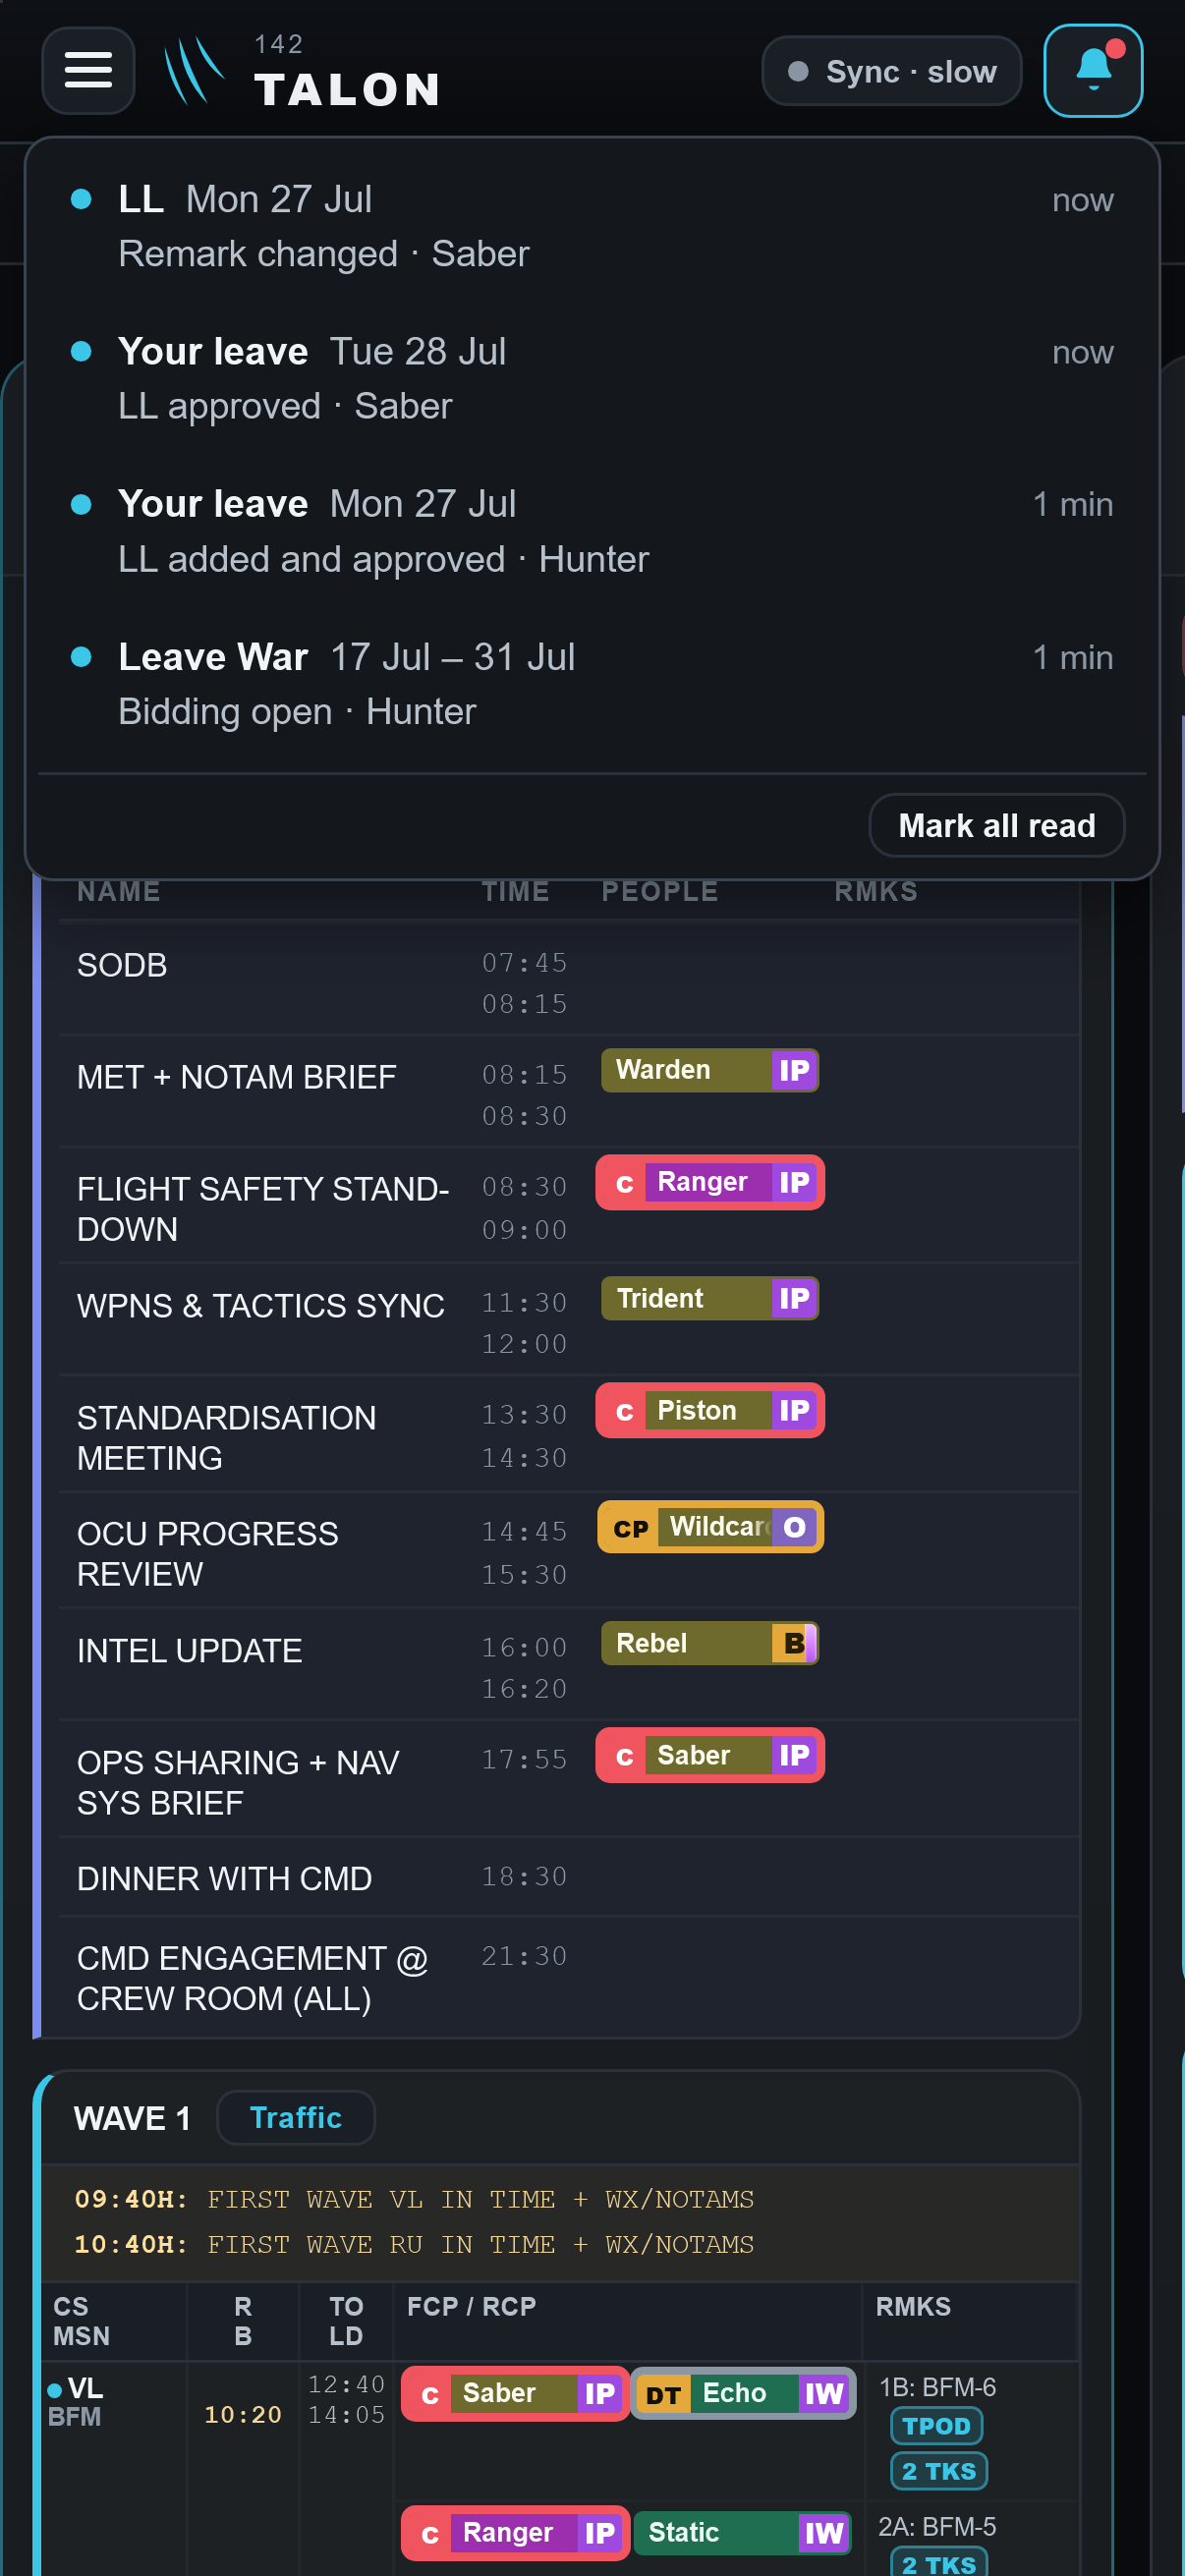 142
TALON
Sync · slow
LL Mon 27 Jul now
Remark changed · Saber
Your leave Tue 28 Jul now
LL approved · Saber
Your leave Mon 27 Jul 1 min
LL added and approved · Hunter
Leave War 17 Jul – 31 Jul 1 min
Bidding open · Hunter
Mark all read
NAME TIME PEOPLE RMKS
SODB 07:45
08:15
MET + NOTAM BRIEF 08:15 Warden IP
08:30
FLIGHT SAFETY STAND- 08:30 C Ranger IP
DOWN 09:00
WPNS & TACTICS SYNC 11:30 Trident IP
12:00
STANDARDISATION 13:30 C Piston IP
MEETING 14:30
OCU PROGRESS 14:45 CP Wildcard O
REVIEW 15:30
INTEL UPDATE 16:00 Rebel B
16:20
OPS SHARING + NAV 17:55 C Saber IP
SYS BRIEF
DINNER WITH CMD 18:30
CMD ENGAGEMENT @ 21:30
CREW ROOM (ALL)
WAVE 1 Traffic
09:40H: FIRST WAVE VL IN TIME + WX/NOTAMS
10:40H: FIRST WAVE RU IN TIME + WX/NOTAMS
CS R TO FCP / RCP RMKS
MSN B LD
VL 12:40 C Saber IP DT Echo IW 1B: BFM-6
BFM 10:20 14:05 TPOD
2 TKS
C Ranger IP Static IW 2A: BFM-5
2 TKS